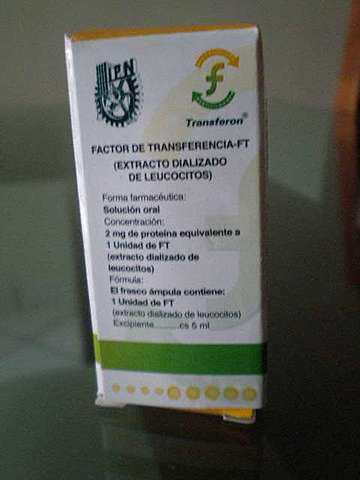 I.P.N
Transferon®
FACTOR DE TRANSFERENCIA-FT
(EXTRACTO DIALIZADO
DE LEUCOCITOS)
Forma farmacéutica:
Solución oral
Concentración:
2 mg de proteína equivalente a
1 Unidad de FT
(extracto dializado de
leucocitos)
Fórmula:
El frasco ámpula contiene:
1 Unidad de FT
(extracto dializado de leucocitos)
Excipiente..........cs 5 ml